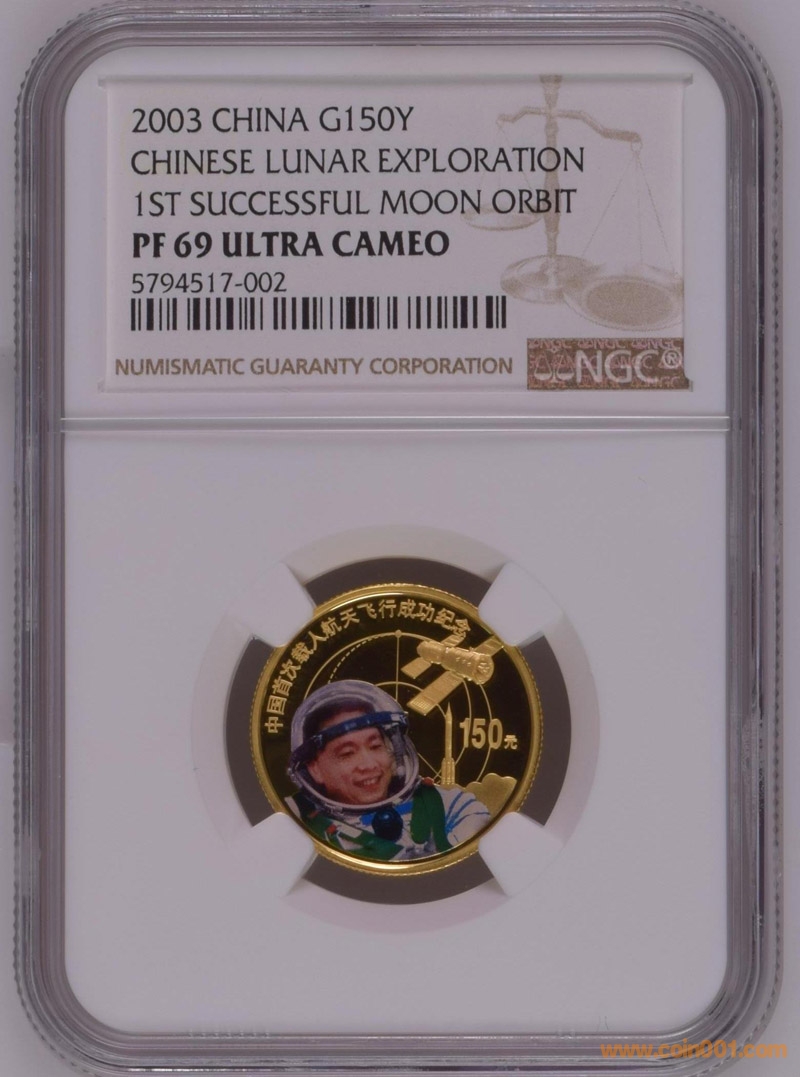 2003 CHINA G150Y
CHINESE LUNAR EXPLORATION
1ST SUCCESSFUL MOON ORBIT
PF 69 ULTRA CAMEO
5794517-002
NUMISMATIC GUARANTY CORPORATION
NGC®
中国首次载人航天飞行成功纪念
150元
www.coin001.com